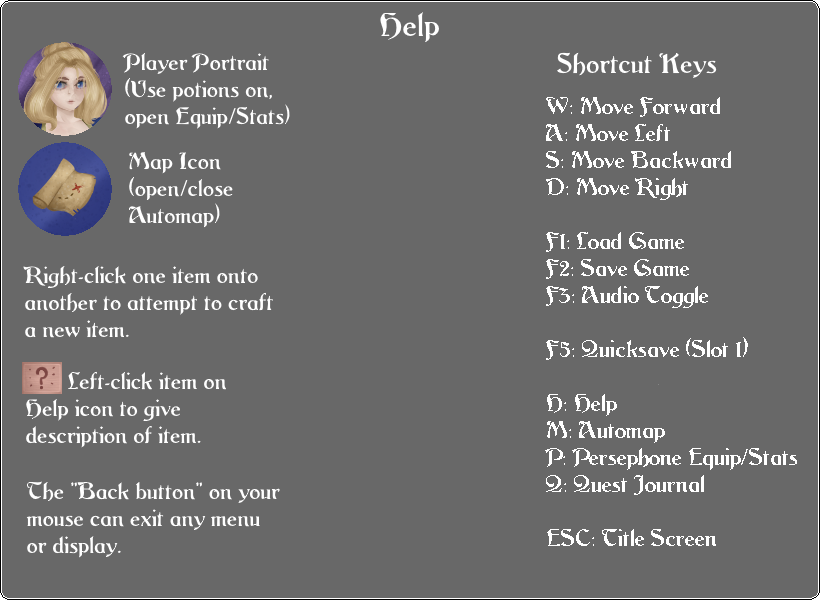 Help
Player Portrait
(Use potions on,
open Equip/Stats)
Map Icon
(open/close
Automap)
Right-click one item onto
another to attempt to craft
a new item.
? Left-click item on
Help icon to give
description of item.
The "Back button" on your
mouse can exit any menu
or display.
Shortcut Keys
W: Move Forward
A: Move Left
S: Move Backward
D: Move Right
F1: Load Game
F2: Save Game
F3: Audio Toggle
F5: Quicksave (Slot 1)
H: Help
M: Automap
P: Persephone Equip/Stats
Q: Quest Journal
ESC: Title Screen